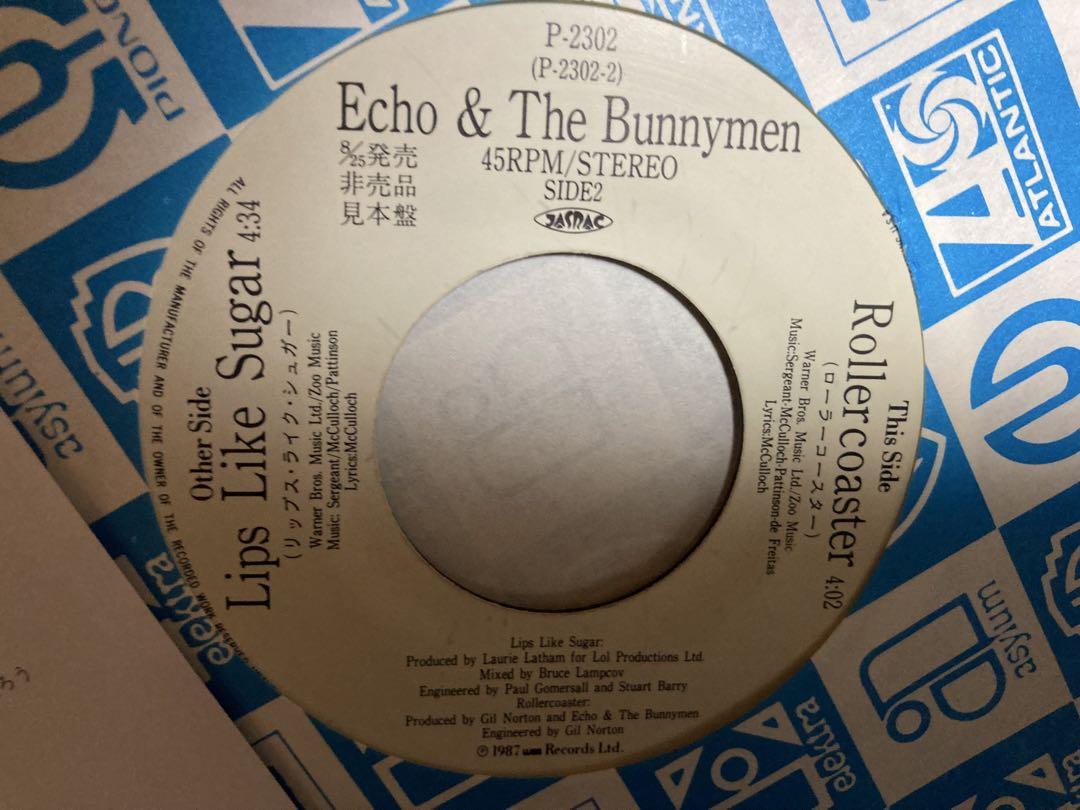 P-2302
(P-2302-2)
Echo & The Bunnymen
8/25発売
非売品
見本盤
45RPM/STEREO
SIDE2
JASRAC
Other Side
Lips Like Sugar 4:34
(リップス・ライク・シュガー)
Warner Bros. Music Ltd./Zoo Music
Music: Sergeant/McCulloch/Pattinson
Lyrics:McCulloch
This Side
Rollercoaster 4:02
(ローラーコースター)
Warner Bros. Music Ltd./Zoo Music
Music:Sergeant-McCulloch-Pattinson-de Freitas
Lyrics:McCulloch
Lips Like Sugar:
Produced by Laurie Latham for Lol Productions Ltd.
Mixed by Bruce Lampcov
Engineered by Paul Gomersall and Stuart Barry
Rollercoaster:
Produced by Gil Norton and Echo & The Bunnymen
Engineered by Gil Norton
℗1987 wea Records Ltd.
ALL RIGHTS OF THE MANUFACTURER AND OF THE OWNER OF THE RECORDED WORK
PIONE
ATLANTIC
asylum
elektra
asylum
elektra
ろう